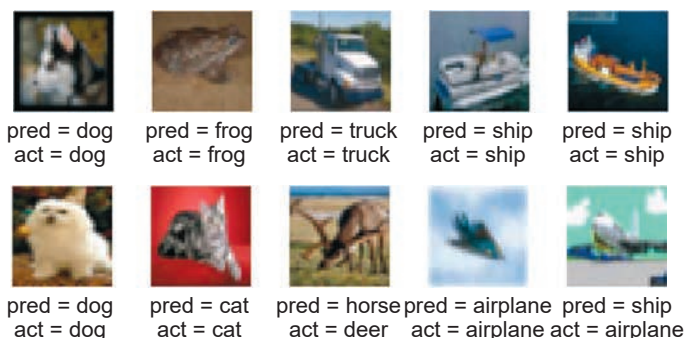 pred = dog pred = frog pred = truck pred = ship pred = ship
act = dog act = frog act = truck act = ship act = ship
pred = dog pred = cat pred = horse pred = airplane pred = ship
act = dog act = cat act = deer act = airplane act = airplane